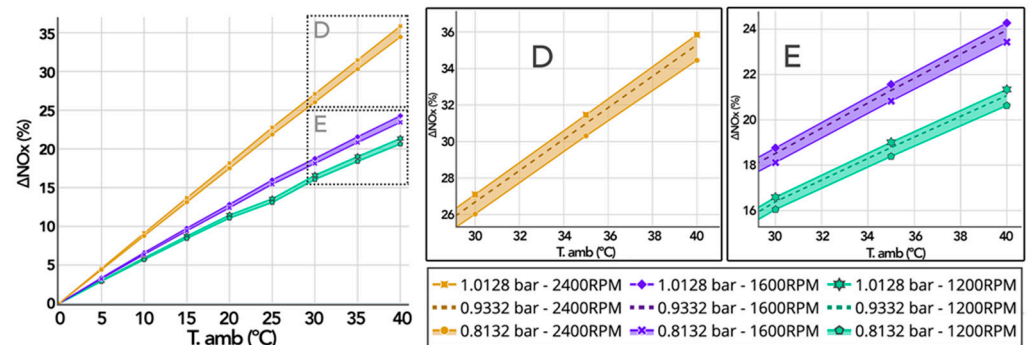 ΔNOx (%)
35
30
25
20
15
10
5
0
0 5 10 15 20 25 30 35 40
T. amb (°C)
D
E
ΔNOx (%)
36
34
32
30
28
26
30 32 34 36 38 40
T. amb (°C)
D
ΔNOx (%)
24
22
20
18
16
30 32 34 36 38 40
T. amb (°C)
E
1.0128 bar - 2400RPM 1.0128 bar - 1600RPM 1.0128 bar - 1200RPM
0.9332 bar - 2400RPM 0.9332 bar - 1600RPM 0.9332 bar - 1200RPM
0.8132 bar - 2400RPM 0.8132 bar - 1600RPM 0.8132 bar - 1200RPM